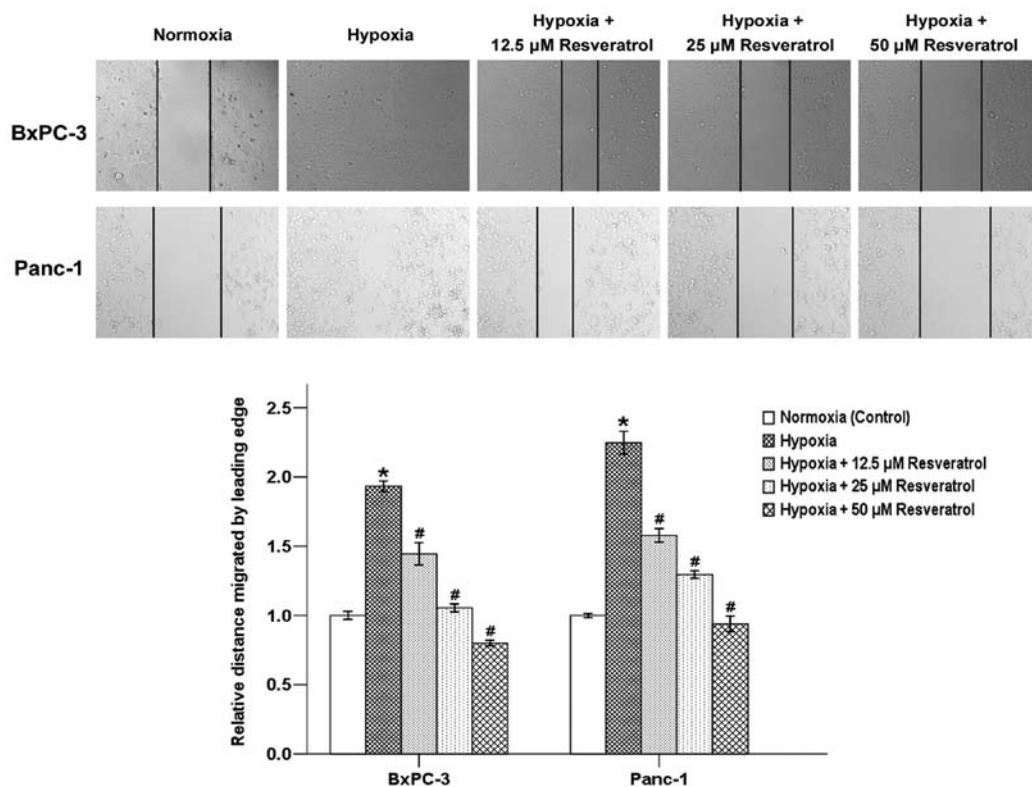 Normoxia
Hypoxia
Hypoxia +
12.5 µM Resveratrol
Hypoxia +
25 µM Resveratrol
Hypoxia +
50 µM Resveratrol
BxPC-3
Panc-1
Relative distance migrated by leading edge
2.5
2.0
1.5
1.0
0.5
0.0
*
#
#
#
*
#
#
#
BxPC-3
Panc-1
Normoxia (Control)
Hypoxia
Hypoxia + 12.5 µM Resveratrol
Hypoxia + 25 µM Resveratrol
Hypoxia + 50 µM Resveratrol